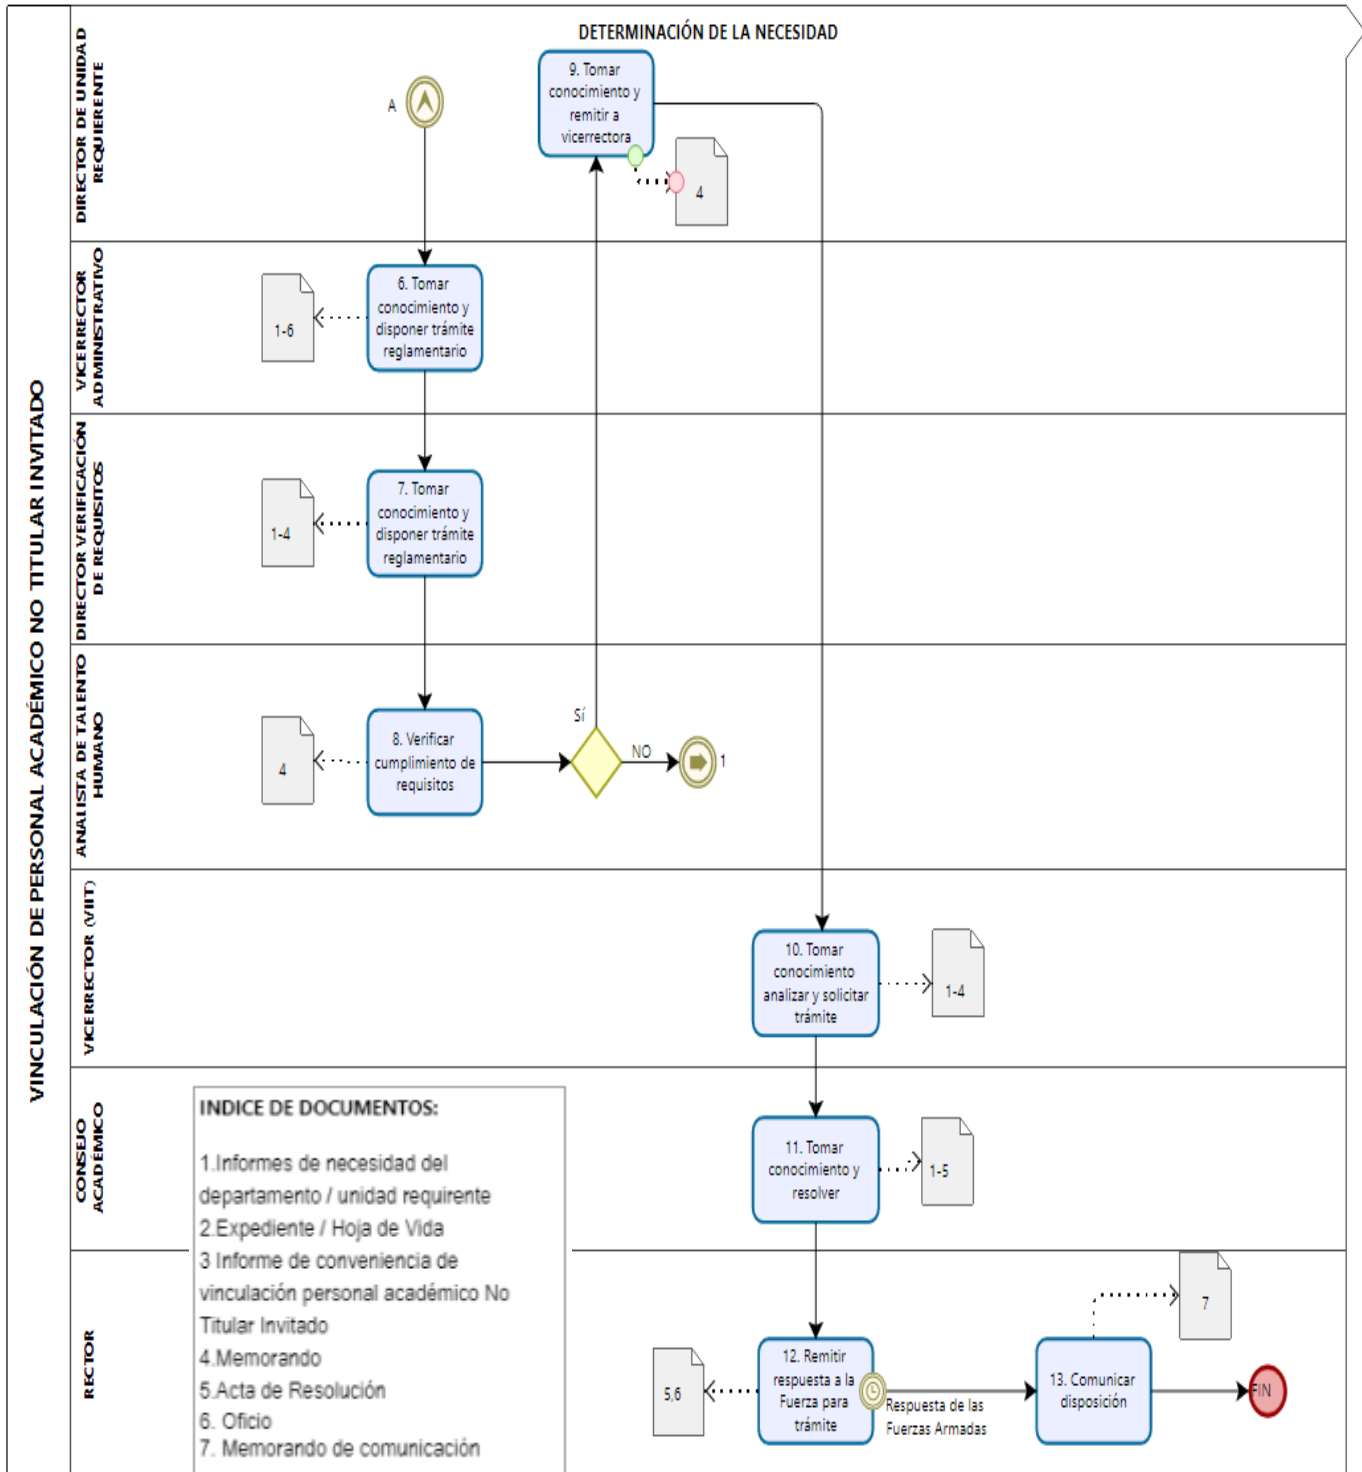 VINCULACIÓN DE PERSONAL ACADÉMICO NO TITULAR INVITADO
DETERMINACIÓN DE LA NECESIDAD
DIRECTOR DE UNIDAD
REQUIERENTE
A
9. Tomar
conocimiento y
remitir a
vicerrectora
4
VICERRECTOR
ADMINISTRATIVO
1-6
6. Tomar
conocimiento y
disponer trámite
reglamentario
DIRECTOR VERIFICACIÓN
DE REQUISITOS
1-4
7. Tomar
conocimiento y
disponer trámite
reglamentario
ANALISTA DE TALENTO
HUMANO
4
8. Verificar
cumplimiento de
requisitos
Sí
NO
1
VICERRECTOR (VIIT)
10. Tomar
conocimiento
analizar y solicitar
trámite
1-4
CONSEJO
ACADÉMICO
11. Tomar
conocimiento y
resolver
1-5
INDICE DE DOCUMENTOS:
1.Informes de necesidad del
departamento / unidad requirente
2.Expediente / Hoja de Vida
3 Informe de conveniencia de
vinculación personal académico No
Titular Invitado
4.Memorando
5.Acta de Resolución
6. Oficio
7. Memorando de comunicación
RECTOR
5,6
12. Remitir
respuesta a la
Fuerza para
trámite
Respuesta de las
Fuerzas Armadas
13. Comunicar
disposición
7
FIN